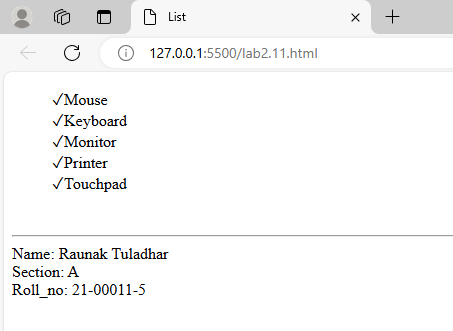 List
127.0.0.1:5500/lab2.11.html
✓Mouse
✓Keyboard
✓Monitor
✓Printer
✓Touchpad
Name: Raunak Tuladhar
Section: A
Roll_no: 21-00011-5